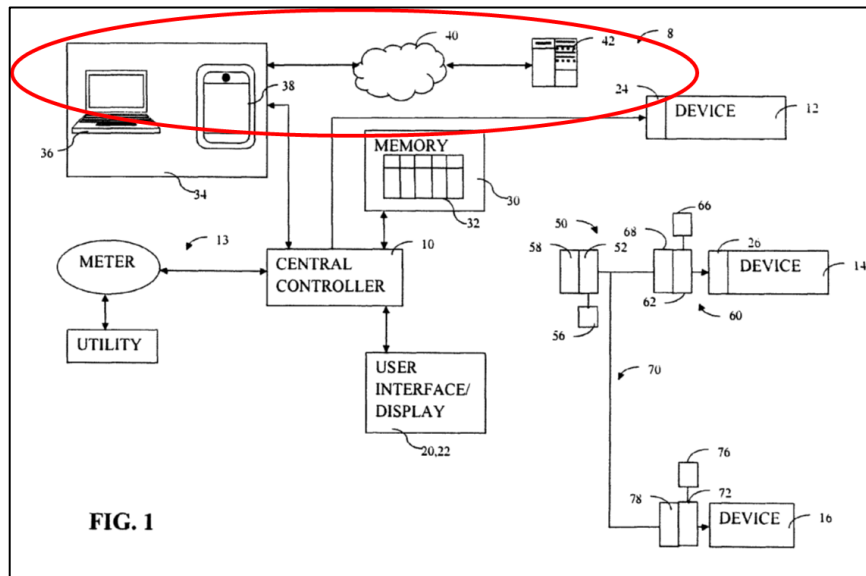 40
42
8
38
24
DEVICE
12
36
MEMORY
34
32
30
66
50
68
13
10
58
52
26
METER
CENTRAL
CONTROLLER
DEVICE
14
62
60
56
UTILITY
USER
INTERFACE/
DISPLAY
70
20,22
76
78
72
FIG. 1
DEVICE
16